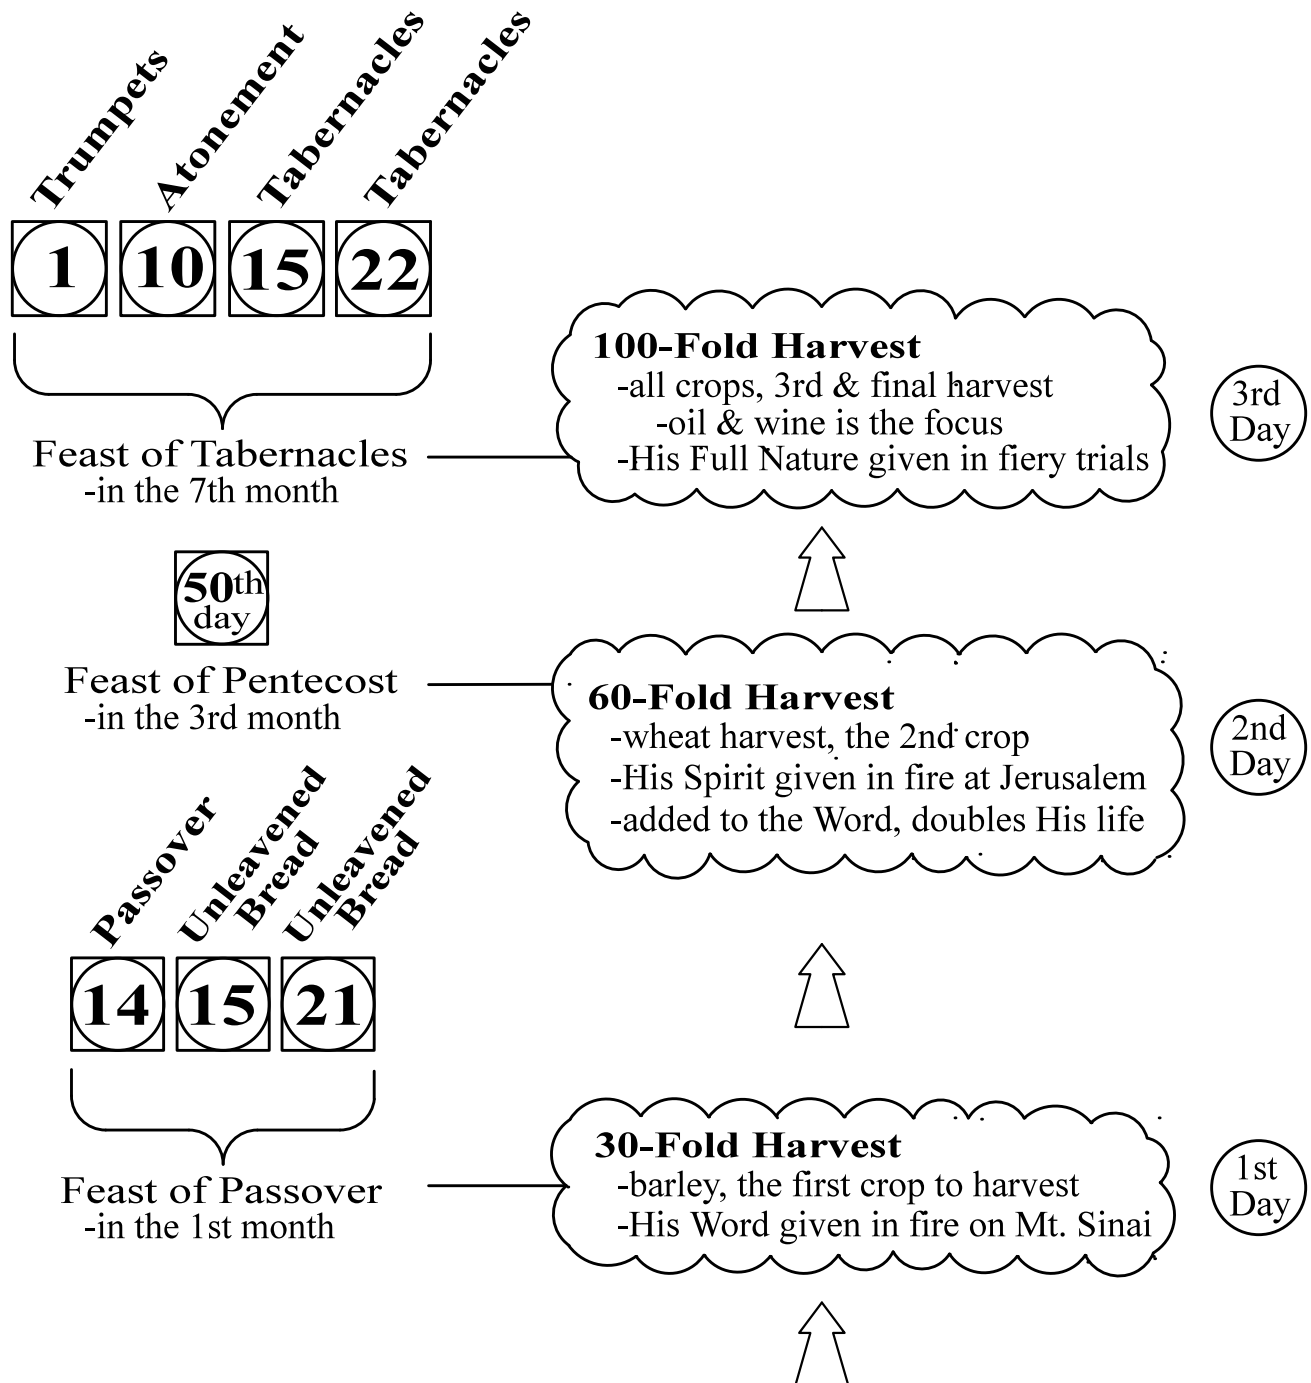 Trumpets
Atonement
Tabernacles
Tabernacles
1
10
15
22
Feast of Tabernacles
-in the 7th month
100-Fold Harvest
-all crops, 3rd & final harvest
-oil & wine is the focus
-His Full Nature given in fiery trials
3rd
Day
50th
day
Feast of Pentecost
-in the 3rd month
60-Fold Harvest
-wheat harvest, the 2nd crop
-His Spirit given in fire at Jerusalem
-added to the Word, doubles His life
2nd
Day
Passover
Unleavened
Bread
Unleavened
Bread
14
15
21
Feast of Passover
-in the 1st month
30-Fold Harvest
-barley, the first crop to harvest
-His Word given in fire on Mt. Sinai
1st
Day